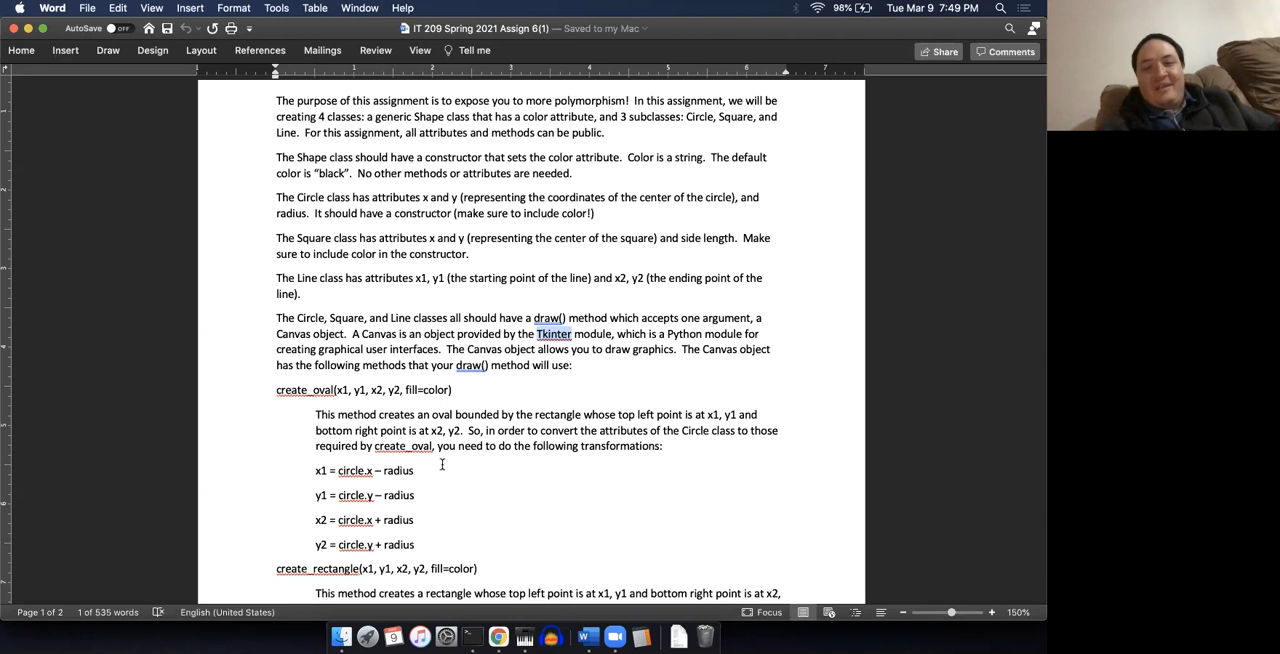 Word File Edit View Insert Format Tools Table Window Help 98% Tue Mar 9 7:49 PM
AutoSave OFF IT 209 Spring 2021 Assign 6(1) — Saved to my Mac
Home Insert Draw Design Layout References Mailings Review View Tell me Share Comments
1 1 2 3 4 5 6 7
The purpose of this assignment is to expose you to more polymorphism! In this assignment, we will be
creating 4 classes: a generic Shape class that has a color attribute, and 3 subclasses: Circle, Square, and
Line. For this assignment, all attributes and methods can be public.
The Shape class should have a constructor that sets the color attribute. Color is a string. The default
color is “black”. No other methods or attributes are needed.
The Circle class has attributes x and y (representing the coordinates of the center of the circle), and
radius. It should have a constructor (make sure to include color!)
The Square class has attributes x and y (representing the center of the square) and side length. Make
sure to include color in the constructor.
The Line class has attributes x1, y1 (the starting point of the line) and x2, y2 (the ending point of the
line).
The Circle, Square, and Line classes all should have a draw() method which accepts one argument, a
Canvas object. A Canvas is an object provided by the Tkinter module, which is a Python module for
creating graphical user interfaces. The Canvas object allows you to draw graphics. The Canvas object
has the following methods that your draw() method will use:
create_oval(x1, y1, x2, y2, fill=color)
This method creates an oval bounded by the rectangle whose top left point is at x1, y1 and
bottom right point is at x2, y2. So, in order to convert the attributes of the Circle class to those
required by create_oval, you need to do the following transformations:
x1 = circle.x – radius
y1 = circle.y – radius
x2 = circle.x + radius
y2 = circle.y + radius
create_rectangle(x1, y1, x2, y2, fill=color)
This method creates a rectangle whose top left point is at x1, y1 and bottom right point is at x2,
Page 1 of 2 1 of 535 words English (United States) Focus 150%